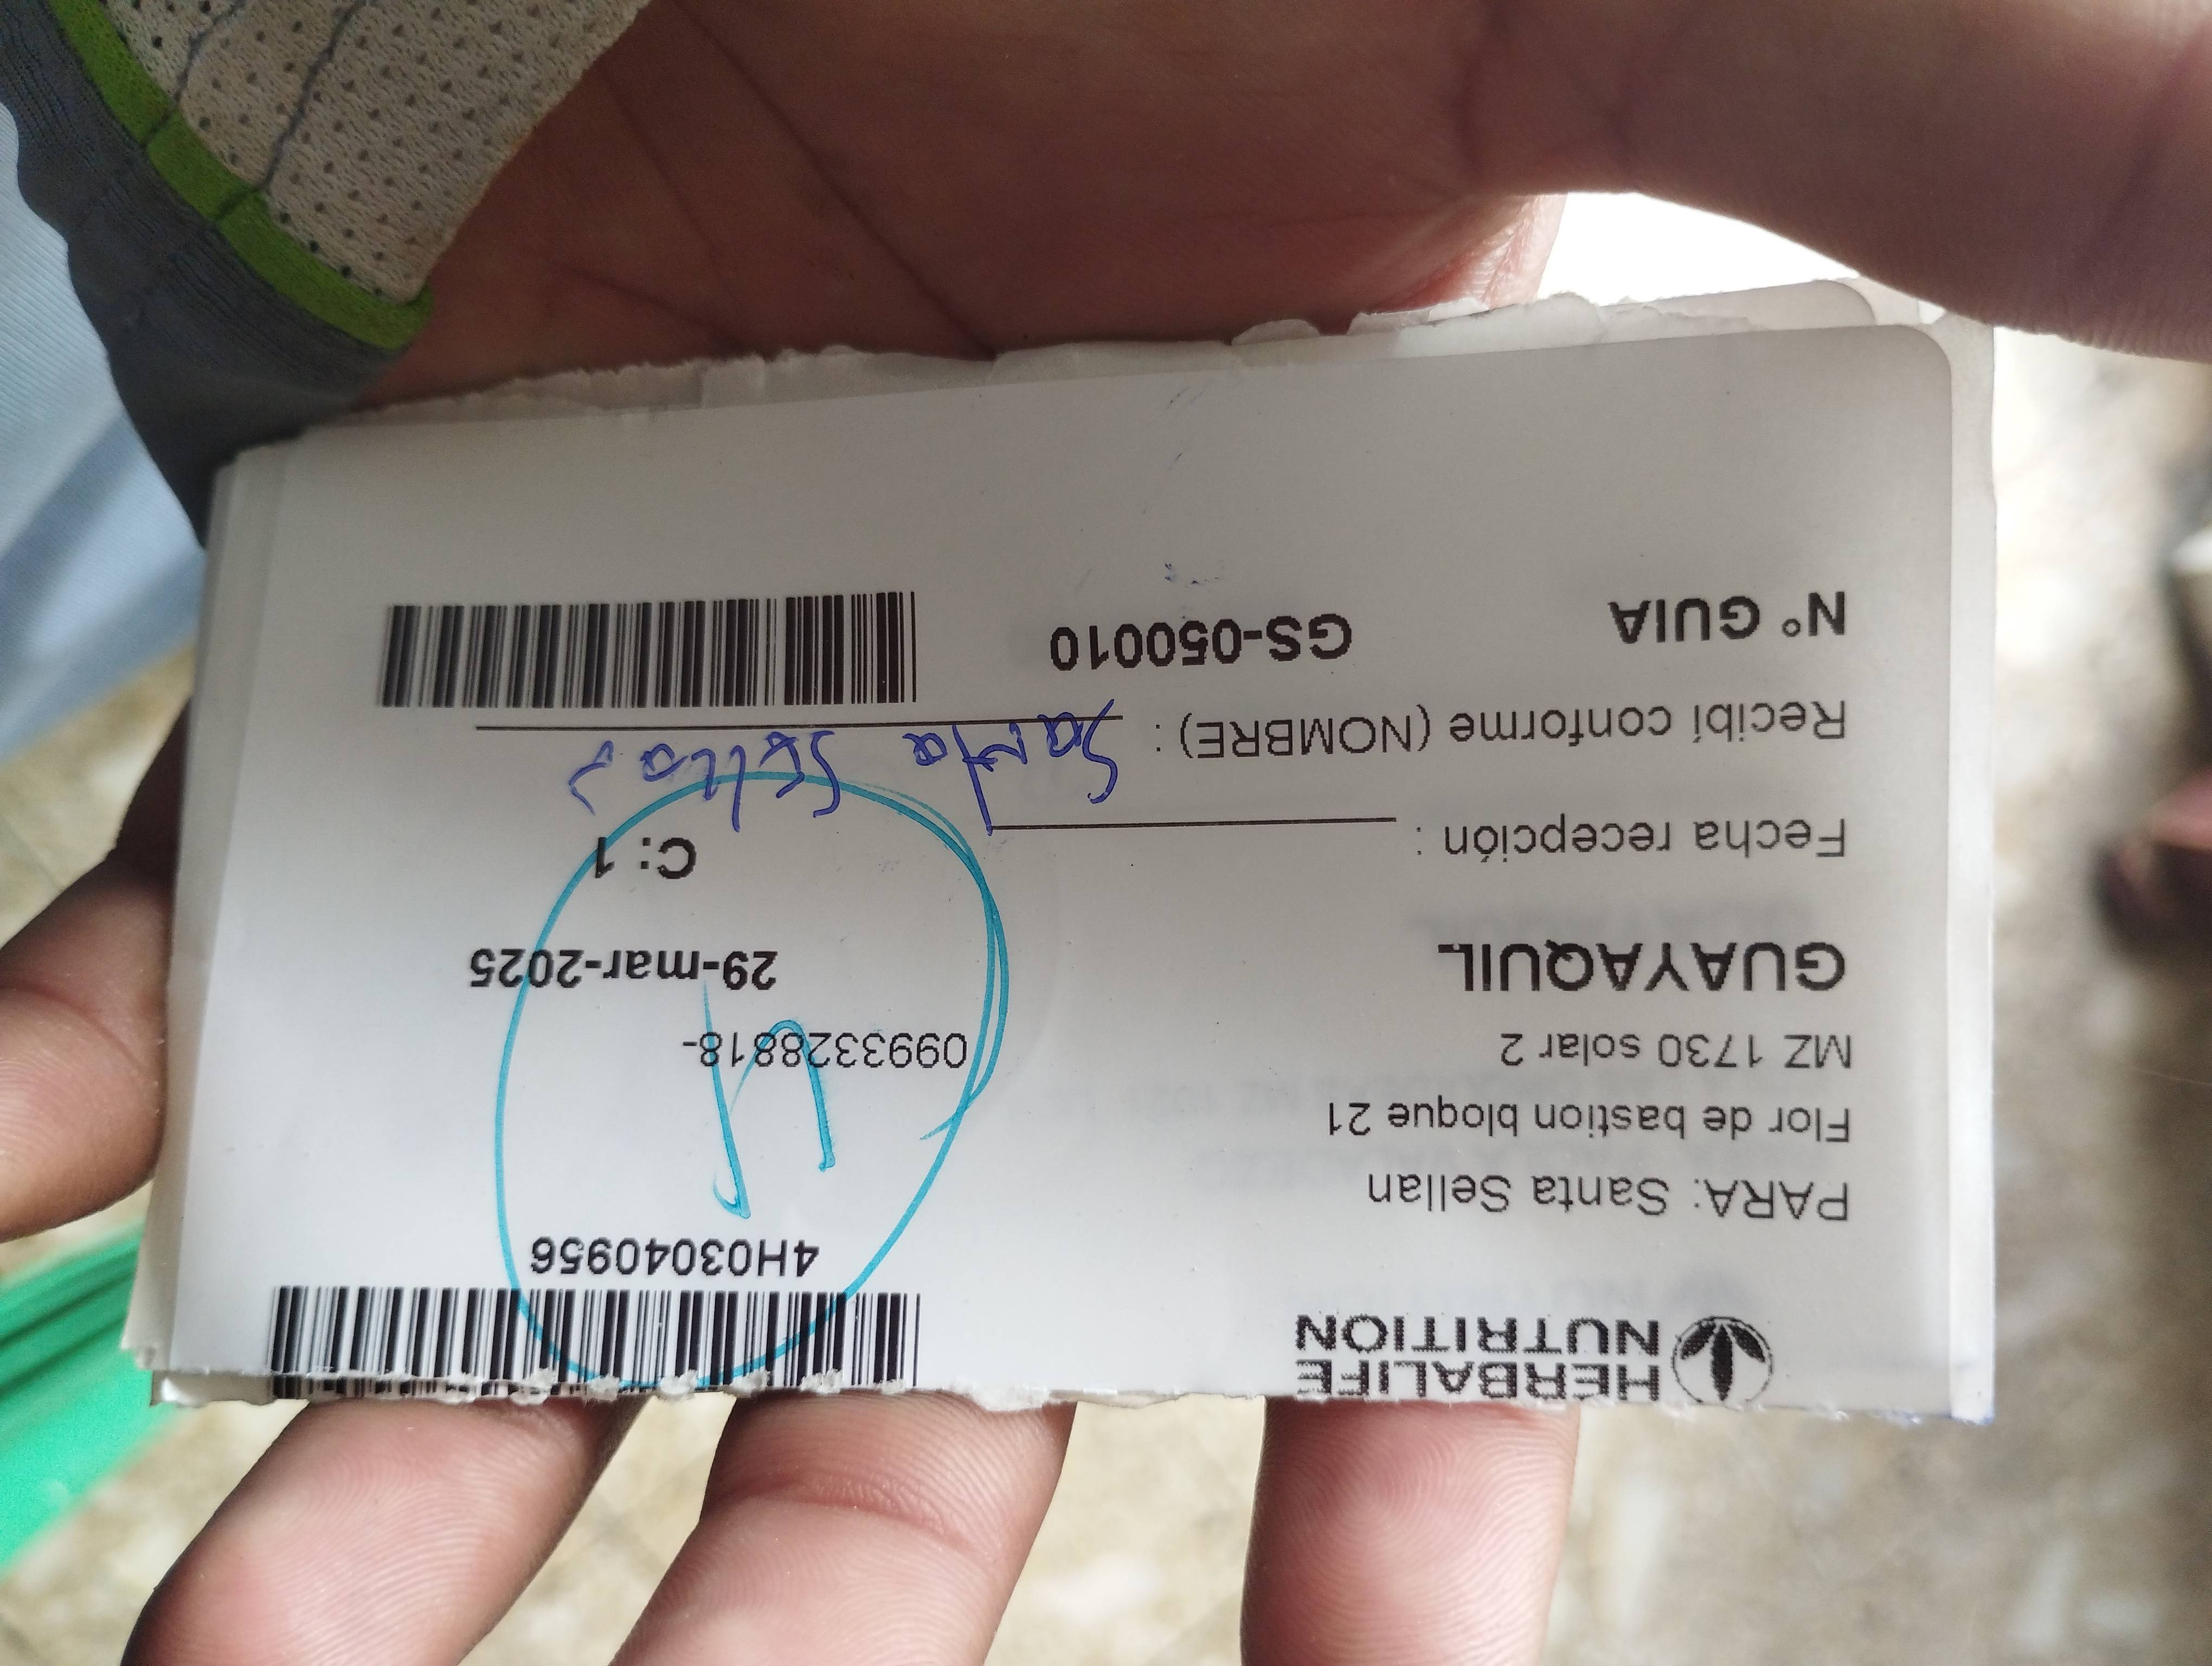 HERBALIFE
NUTRITION
4H03040956
PARA: Santa Sellan
Flor de bastion bloque 21
MZ 1730 solar 2
0993328818-
GUAYAQUIL
29-mar-2025
Fecha recepción :
C: 1
Recibí conforme (NOMBRE) : Santa Sellan
N° GUIA GS-050010